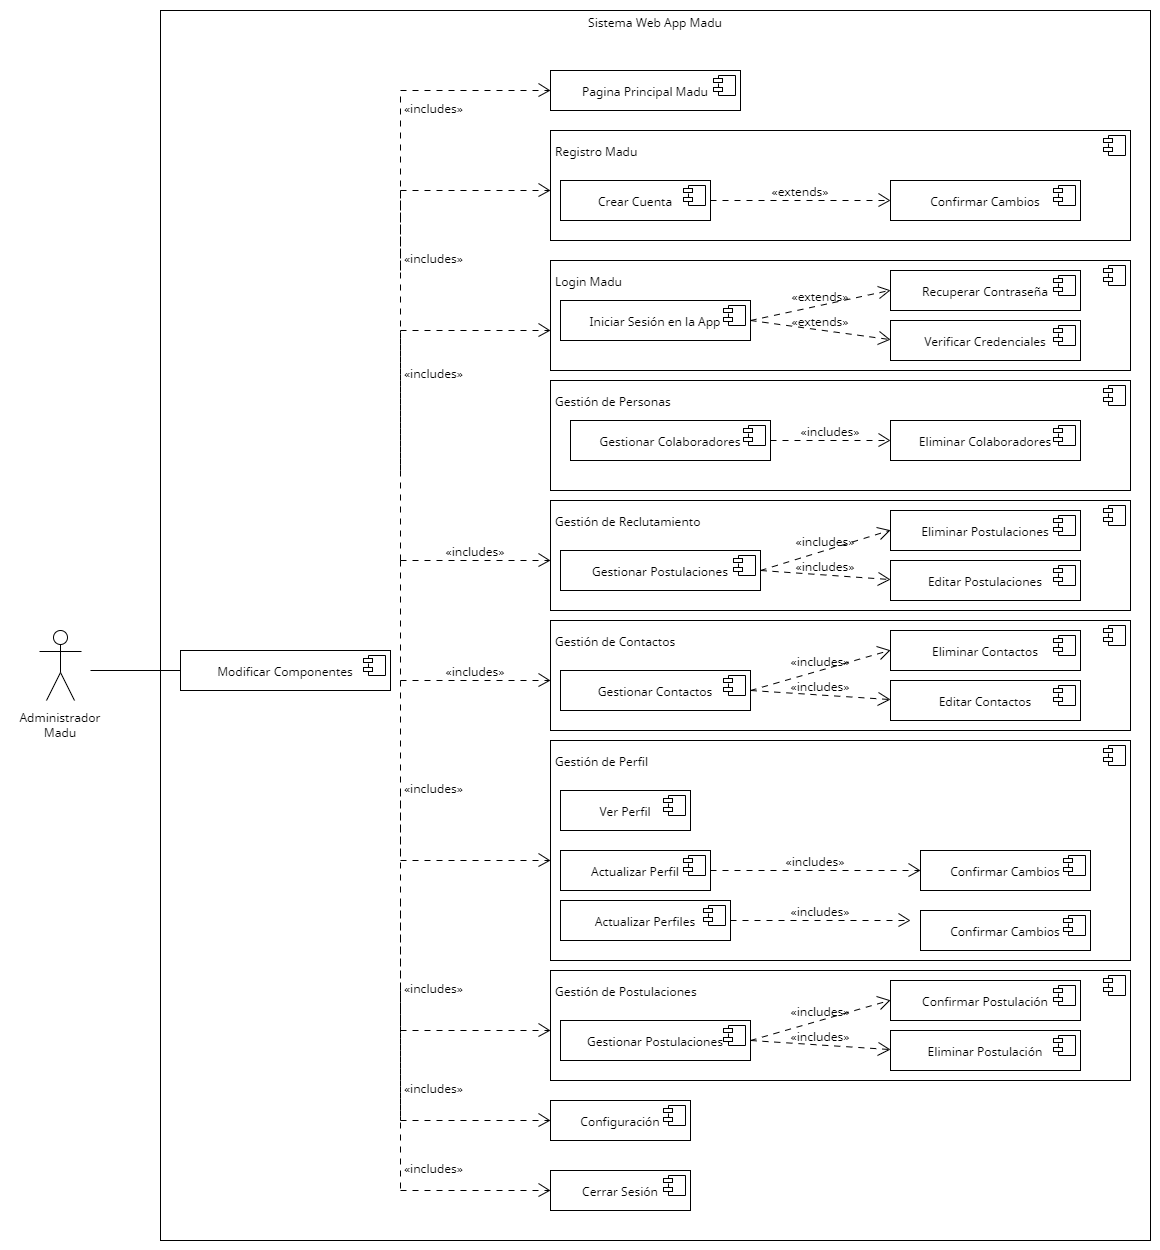 Sistema Web App Madu
Pagina Principal Madu
«includes»
Registro Madu
Crear Cuenta
«extends»
Confirmar Cambios
«includes»
Login Madu
Iniciar Sesión en la App
«extends»
Recuperar Contraseña
«extends»
Verificar Credenciales
«includes»
Gestión de Personas
Gestionar Colaboradores
«includes»
Eliminar Colaboradores
Gestión de Reclutamiento
«includes»
Gestionar Postulaciones
«includes»
Eliminar Postulaciones
«includes»
Editar Postulaciones
Gestión de Contactos
«includes»
Gestionar Contactos
«includes»
Eliminar Contactos
«includes»
Editar Contactos
Administrador
Madu
Modificar Componentes
Gestión de Perfil
«includes»
Ver Perfil
Actualizar Perfil
«includes»
Confirmar Cambios
Actualizar Perfiles
«includes»
Confirmar Cambios
«includes»
Gestión de Postulaciones
Gestionar Postulaciones
«includes»
Confirmar Postulación
«includes»
Eliminar Postulación
«includes»
Configuración
«includes»
Cerrar Sesión